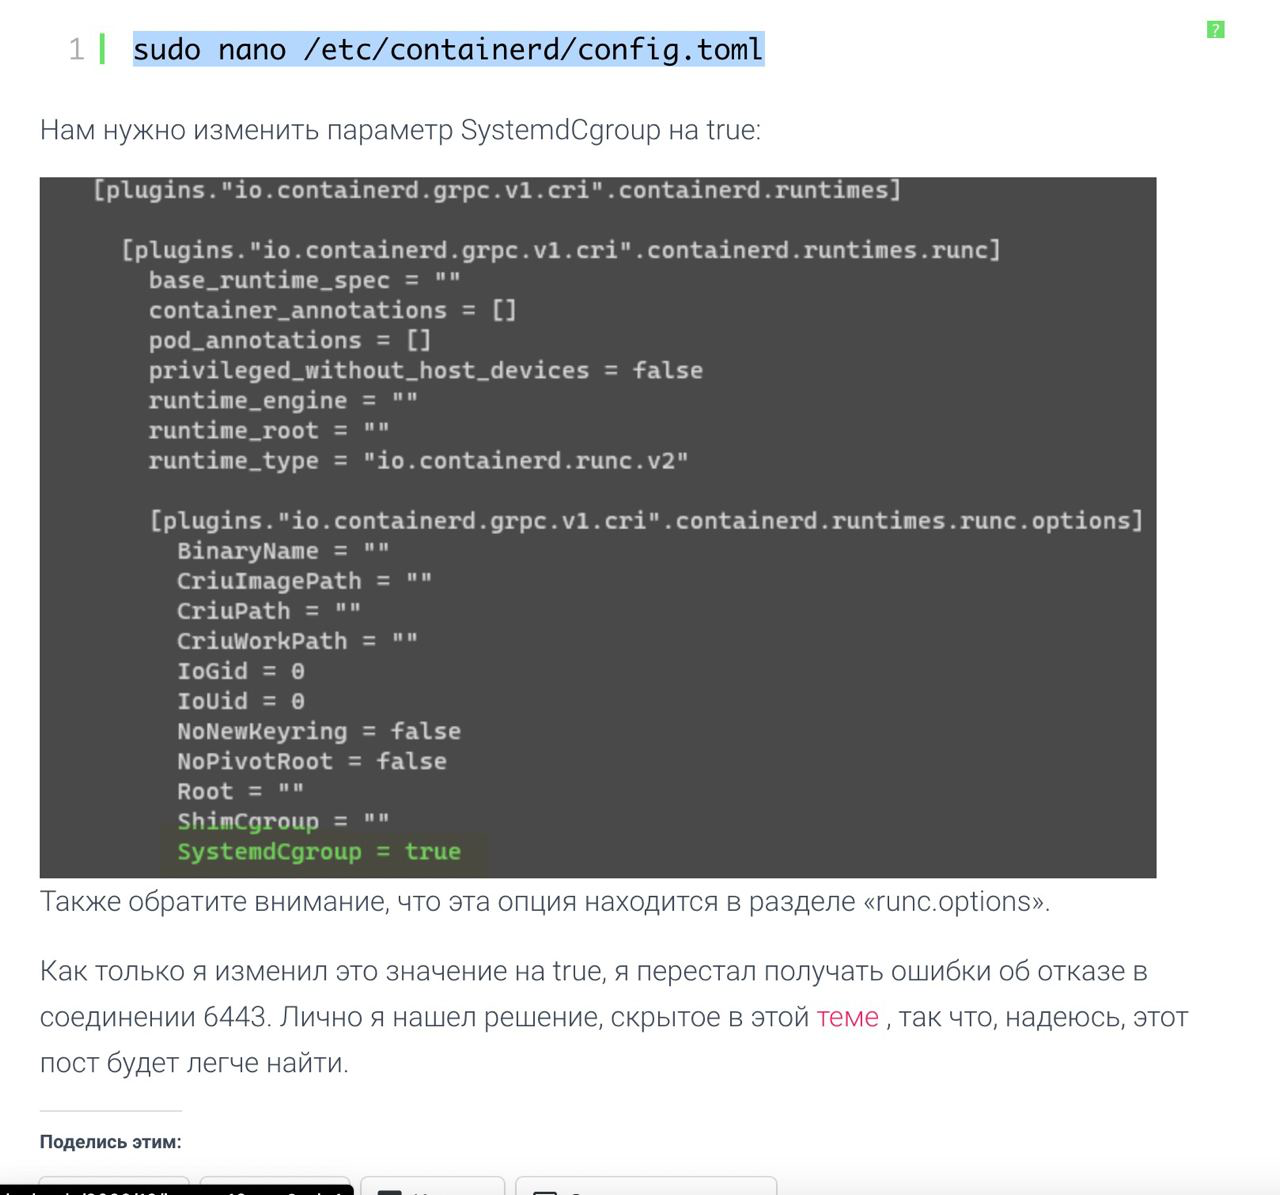 ?
1 sudo nano /etc/containerd/config.toml
Нам нужно изменить параметр SystemdCgroup на true:
[plugins."io.containerd.grpc.v1.cri".containerd.runtimes]
[plugins."io.containerd.grpc.v1.cri".containerd.runtimes.runc]
base_runtime_spec = ""
container_annotations = []
pod_annotations = []
privileged_without_host_devices = false
runtime_engine = ""
runtime_root = ""
runtime_type = "io.containerd.runc.v2"
[plugins."io.containerd.grpc.v1.cri".containerd.runtimes.runc.options]
BinaryName = ""
CriuImagePath = ""
CriuPath = ""
CriuWorkPath = ""
IoGid = 0
IoUid = 0
NoNewKeyring = false
NoPivotRoot = false
Root = ""
ShimCgroup = ""
SystemdCgroup = true
Также обратите внимание, что эта опция находится в разделе «runc.options».
Как только я изменил это значение на true, я перестал получать ошибки об отказе в
соединении 6443. Лично я нашел решение, скрытое в этой теме , так что, надеюсь, этот
пост будет легче найти.
Поделись этим: